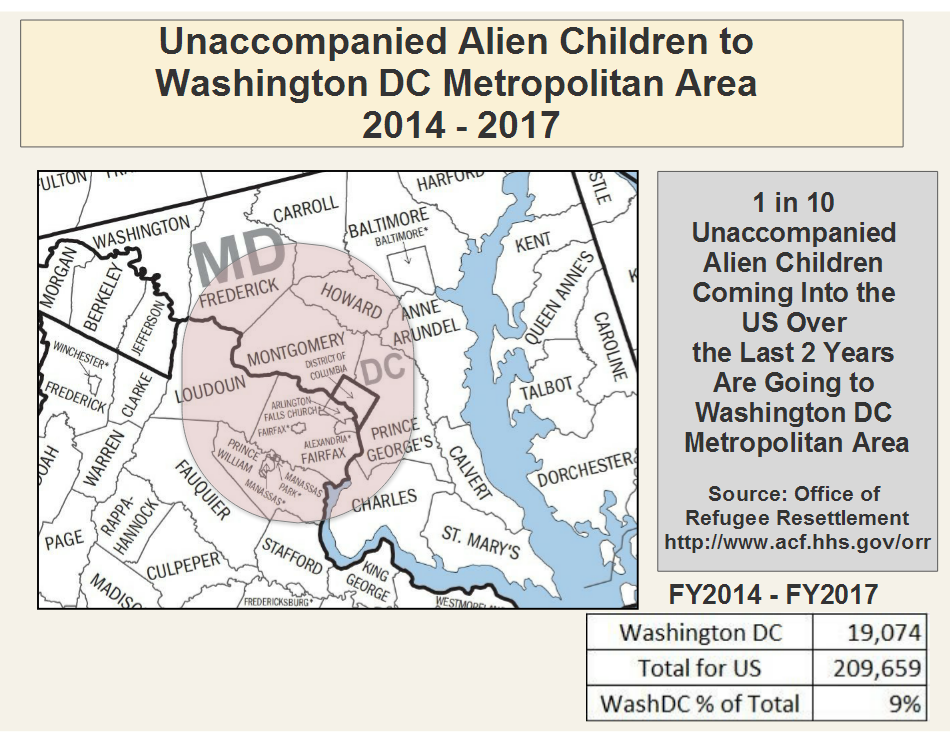 Unaccompanied Alien Children to
Washington DC Metropolitan Area
2014 - 2017
HARFORD
CARROLL
WASHINGTON
BALTIMORE
BALTIMORE*
MD
KENT
MORGAN
BERKELEY
JEFFERSON
FREDERICK
HOWARD
ANNE
ARUNDEL
QUEEN ANNE'S
CAROLINE
WINCHESTER*
FREDERICK
CLARKE
LOUDOUN
MONTGOMERY
DISTRICT OF
COLUMBIA
DC
TALBOT
ARLINGTON
FALLS CHURCH
FAIRFAX*
ALEXANDRIA*
FAIRFAX
PRINCE
GEORGE'S
WARREN
FAUQUIER
PRINCE
WILLIAM
MANASSAS
PARK*
MANASSAS*
CALVERT
DORCHESTER
CHARLES
PAGE
RAPPA-
HANNOCK
CULPEPER
STAFFORD
KING
GEORGE
ST. MARY'S
FREDERICKSBURG*
1 in 10
Unaccompanied
Alien Children
Coming Into the
US Over
the Last 2 Years
Are Going to
Washington DC
Metropolitan Area
Source: Office of
Refugee Resettlement
http://www.acf.hhs.gov/orr
FY2014 - FY2017
Washington DC 19,074
Total for US 209,659
WashDC % of Total 9%